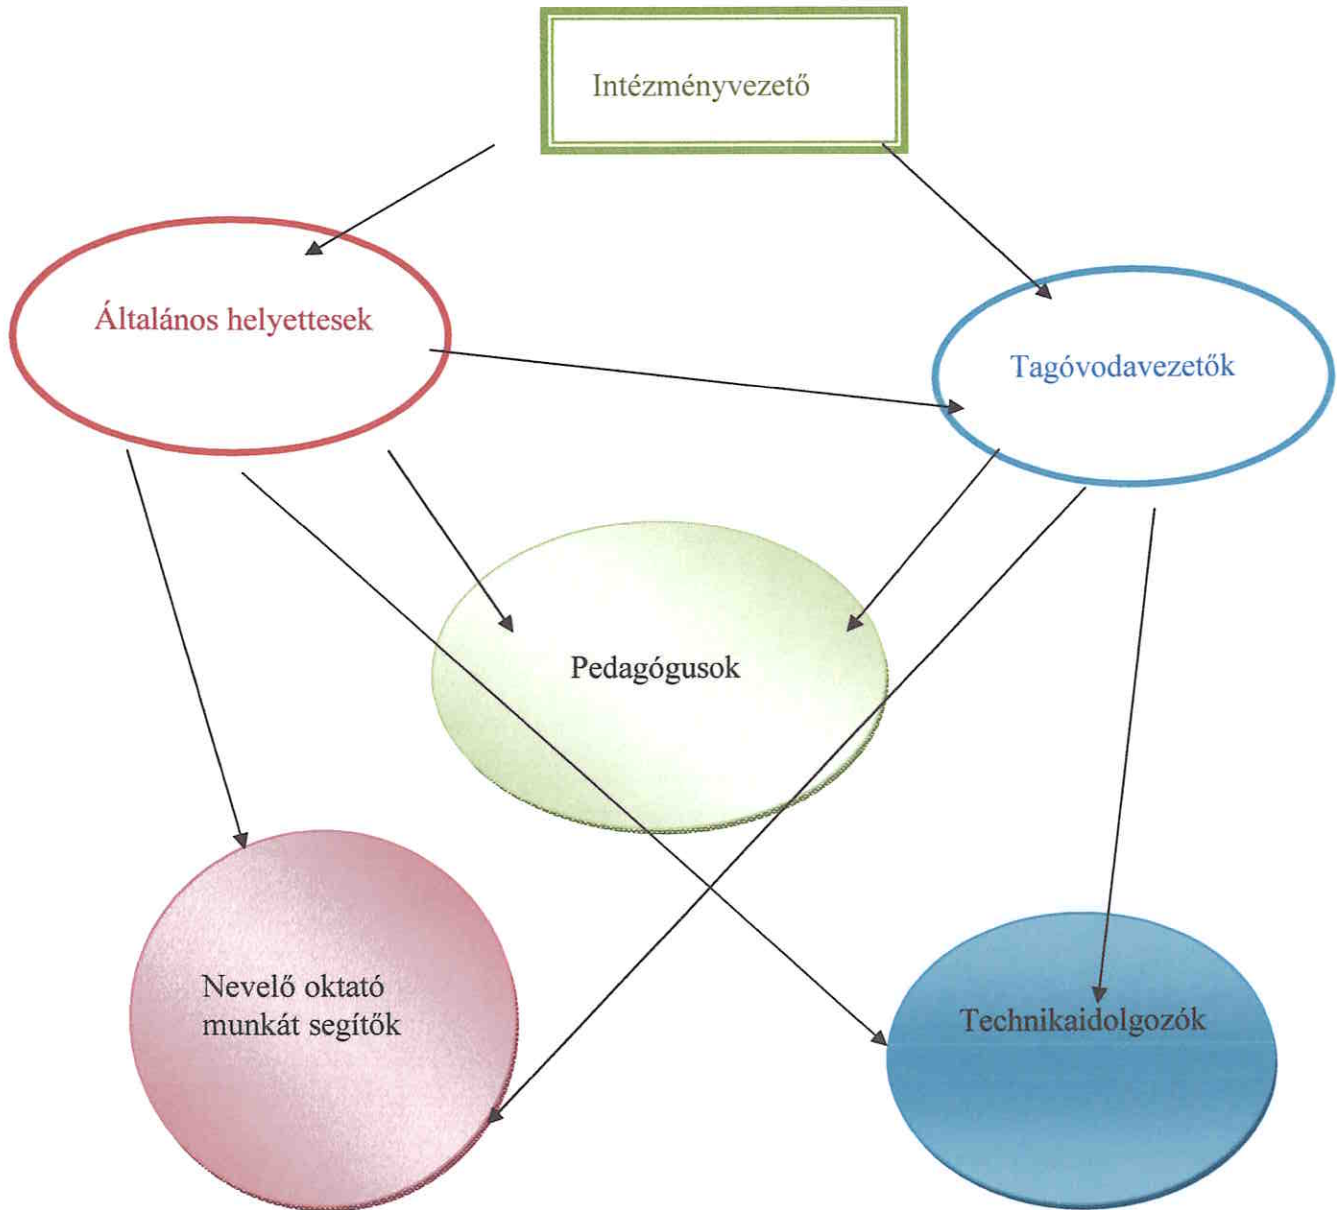 Intézményvezető
Általános helyettesek
Tagóvodavezetők
Pedagógusok
Nevelő oktató
munkát segítők
Technikaidolgozók